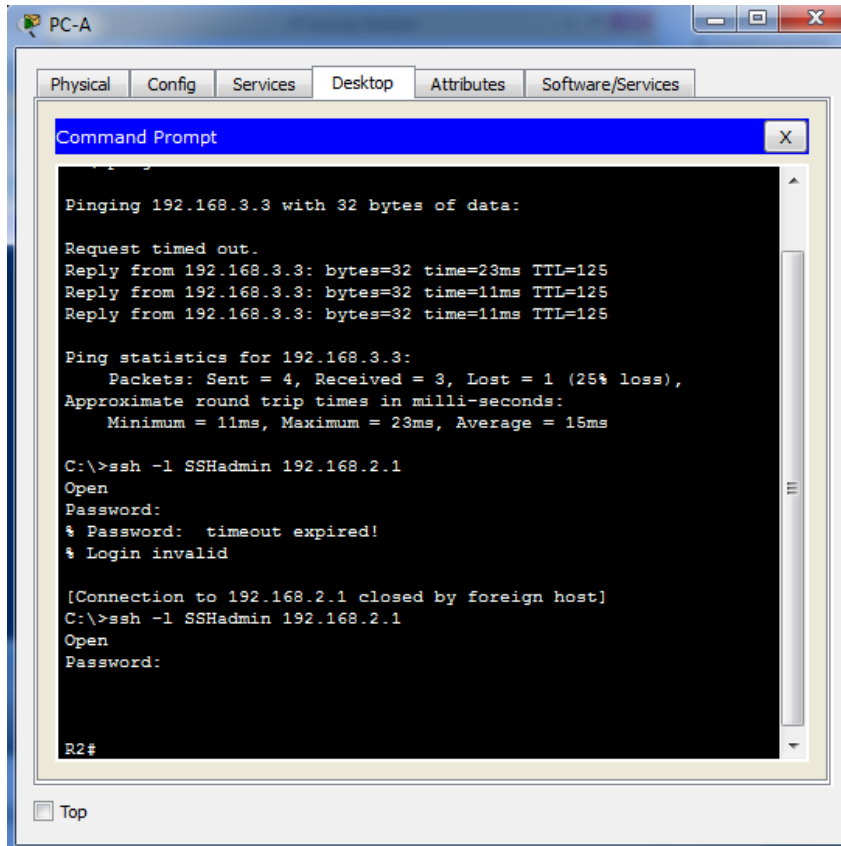 PC-A
Physical Config Services Desktop Attributes Software/Services
Command Prompt X
Pinging 192.168.3.3 with 32 bytes of data:
Request timed out.
Reply from 192.168.3.3: bytes=32 time=23ms TTL=125
Reply from 192.168.3.3: bytes=32 time=11ms TTL=125
Reply from 192.168.3.3: bytes=32 time=11ms TTL=125
Ping statistics for 192.168.3.3:
Packets: Sent = 4, Received = 3, Lost = 1 (25% loss),
Approximate round trip times in milli-seconds:
Minimum = 11ms, Maximum = 23ms, Average = 15ms
C:\>ssh -l SSHadmin 192.168.2.1
Open
Password:
% Password:  timeout expired!
% Login invalid
[Connection to 192.168.2.1 closed by foreign host]
C:\>ssh -l SSHadmin 192.168.2.1
Open
Password:
R2#
Top